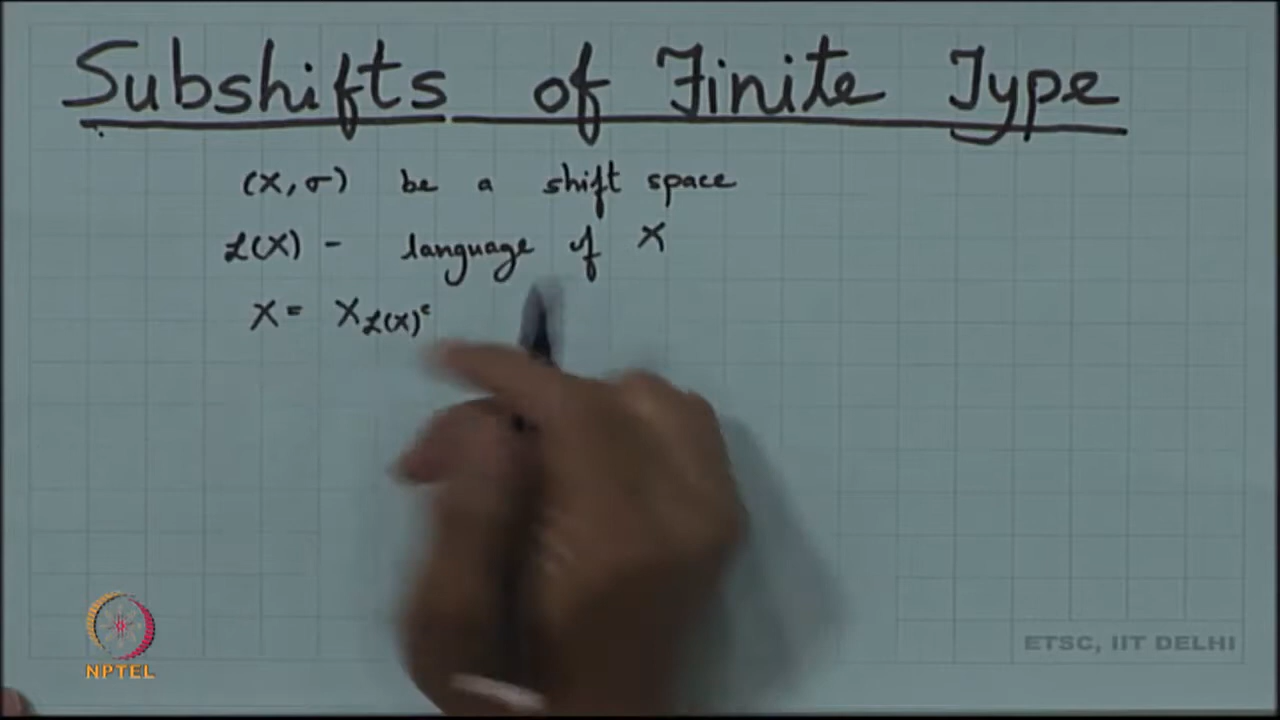 Subshifts of Finite Type
(X, σ) be a shift space
ℒ(X) - language of X
X = X_{ℒ(X)^c}
NPTEL
ETSC, IIT DELHI